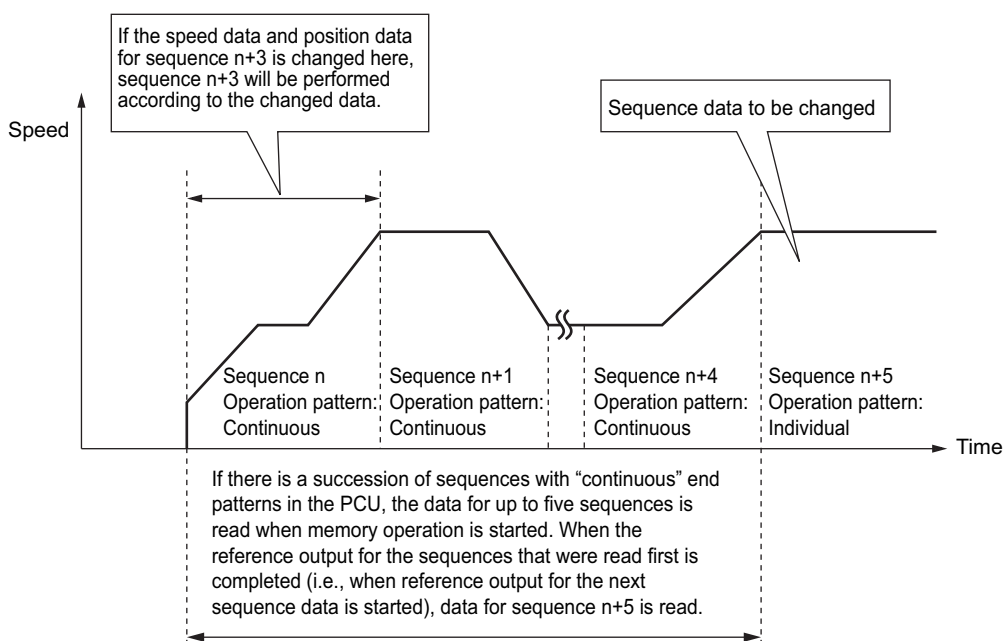 If the speed data and position data
for sequence n+3 is changed here,
sequence n+3 will be performed
according to the changed data.
Sequence data to be changed
Speed
Sequence n
Operation pattern:
Continuous
Sequence n+1
Operation pattern:
Continuous
Sequence n+4
Operation pattern:
Continuous
Sequence n+5
Operation pattern:
Individual
Time
If there is a succession of sequences with “continuous” end
patterns in the PCU, the data for up to five sequences is
read when memory operation is started. When the
reference output for the sequences that were read first is
completed (i.e., when reference output for the next
sequence data is started), data for sequence n+5 is read.